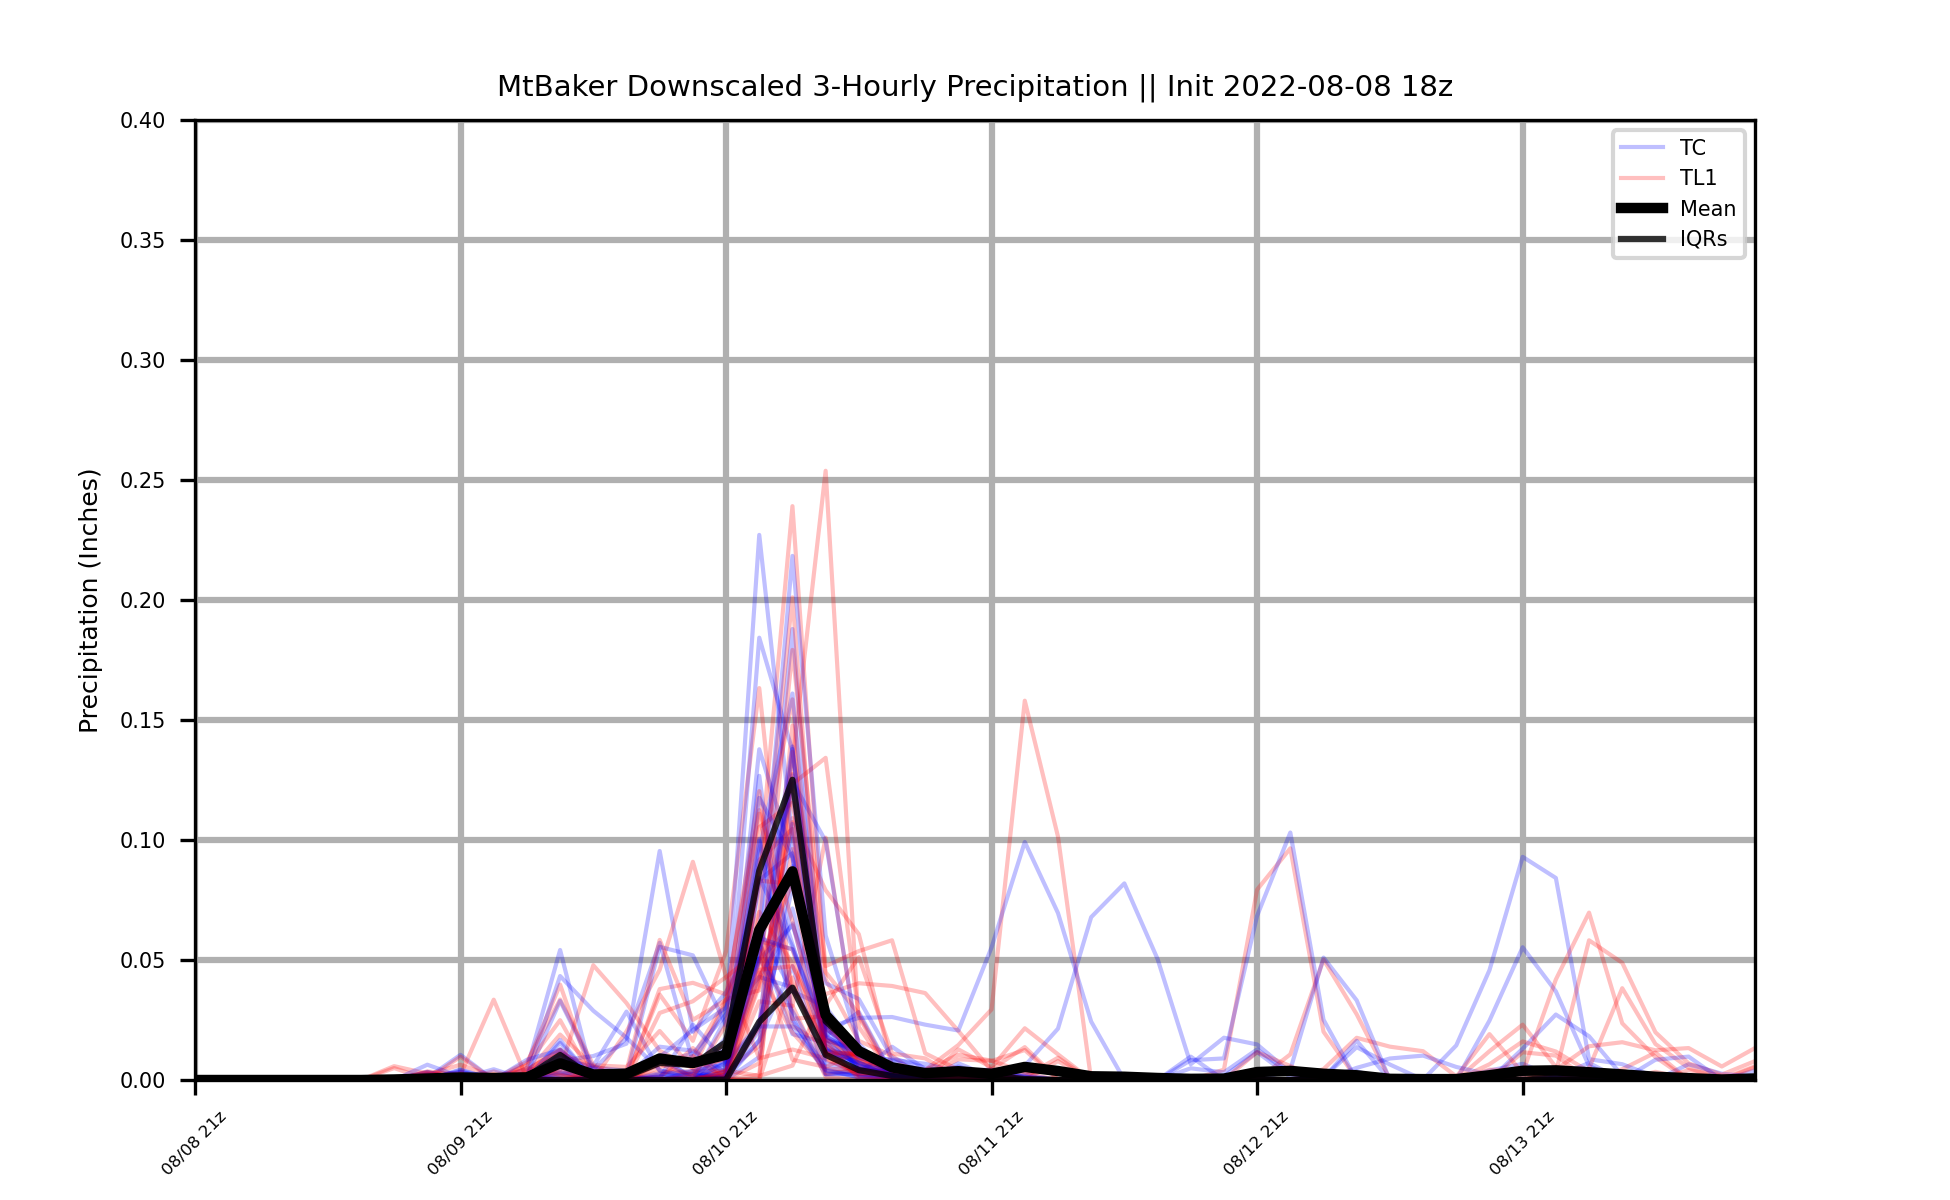 MtBaker Downscaled 3-Hourly Precipitation || Init 2022-08-08 18z
Precipitation (Inches)
0.40
0.35
0.30
0.25
0.20
0.15
0.10
0.05
0.00
TC
TL1
Mean
IQRs
08/08 21z
08/09 21z
08/10 21z
08/11 21z
08/12 21z
08/13 21z